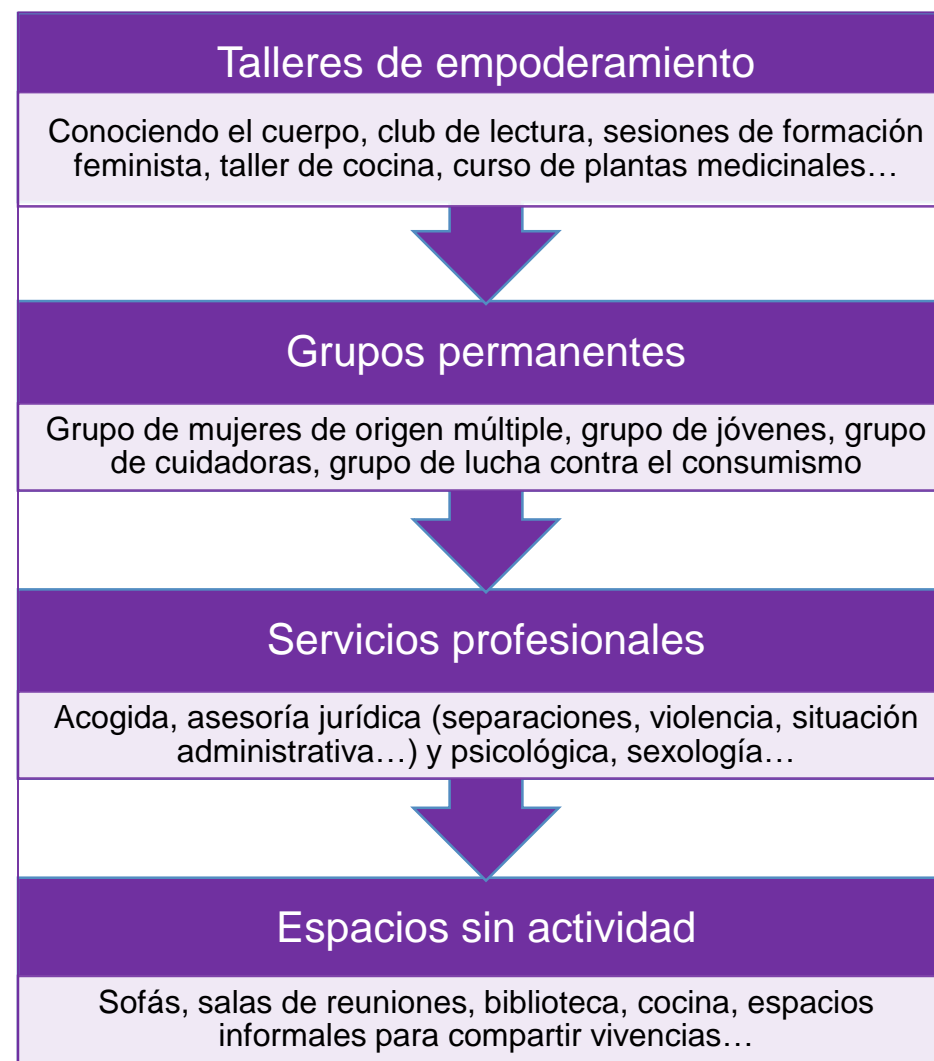 Talleres de empoderamiento
Conociendo el cuerpo, club de lectura, sesiones de formación
feminista, taller de cocina, curso de plantas medicinales…
Grupos permanentes
Grupo de mujeres de origen múltiple, grupo de jóvenes, grupo
de cuidadoras, grupo de lucha contra el consumismo
Servicios profesionales
Acogida, asesoría jurídica (separaciones, violencia, situación
administrativa…) y psicológica, sexología…
Espacios sin actividad
Sofás, salas de reuniones, biblioteca, cocina, espacios
informales para compartir vivencias…